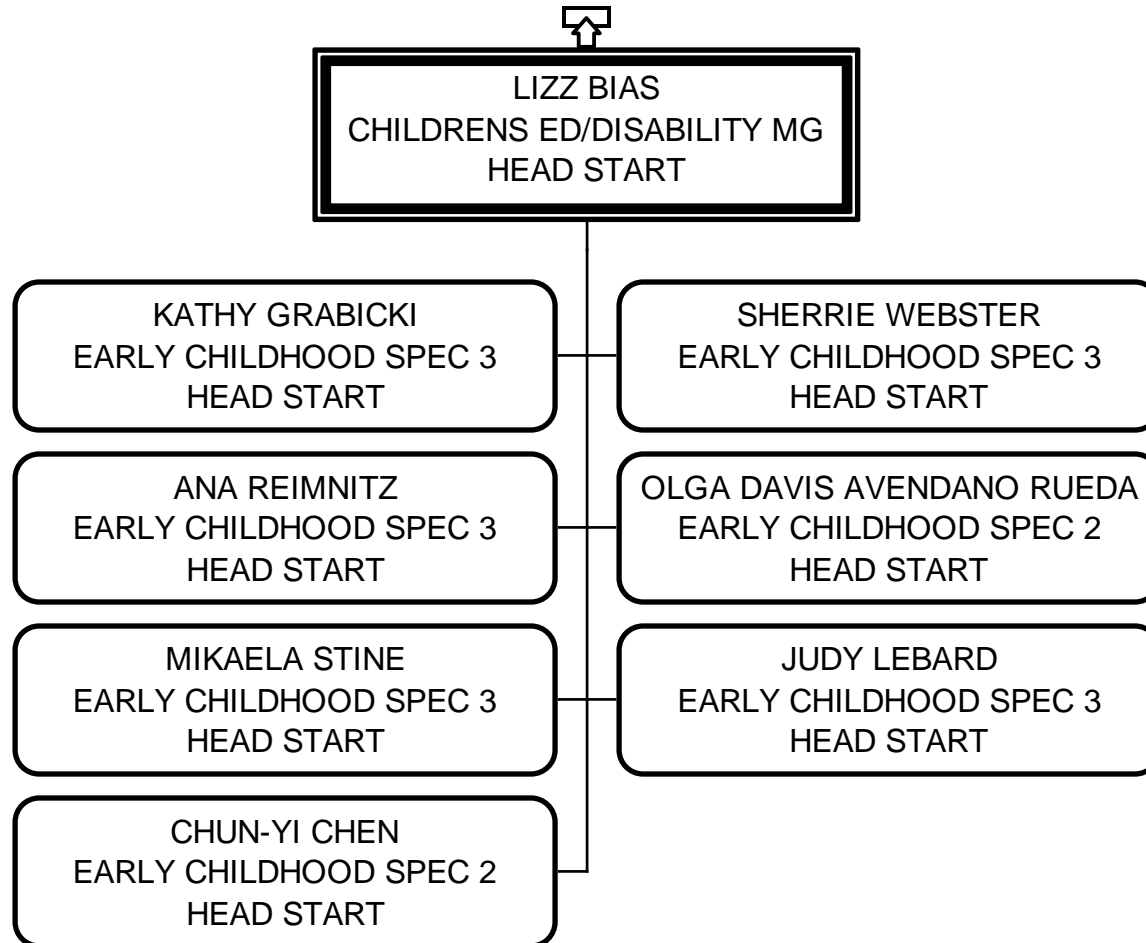 LIZZ BIAS
CHILDRENS ED/DISABILITY MG
HEAD START
KATHY GRABICKI
EARLY CHILDHOOD SPEC 3
HEAD START
SHERRIE WEBSTER
EARLY CHILDHOOD SPEC 3
HEAD START
ANA REIMNITZ
EARLY CHILDHOOD SPEC 3
HEAD START
OLGA DAVIS AVENDANO RUEDA
EARLY CHILDHOOD SPEC 2
HEAD START
MIKAELA STINE
EARLY CHILDHOOD SPEC 3
HEAD START
JUDY LEBARD
EARLY CHILDHOOD SPEC 3
HEAD START
CHUN-YI CHEN
EARLY CHILDHOOD SPEC 2
HEAD START